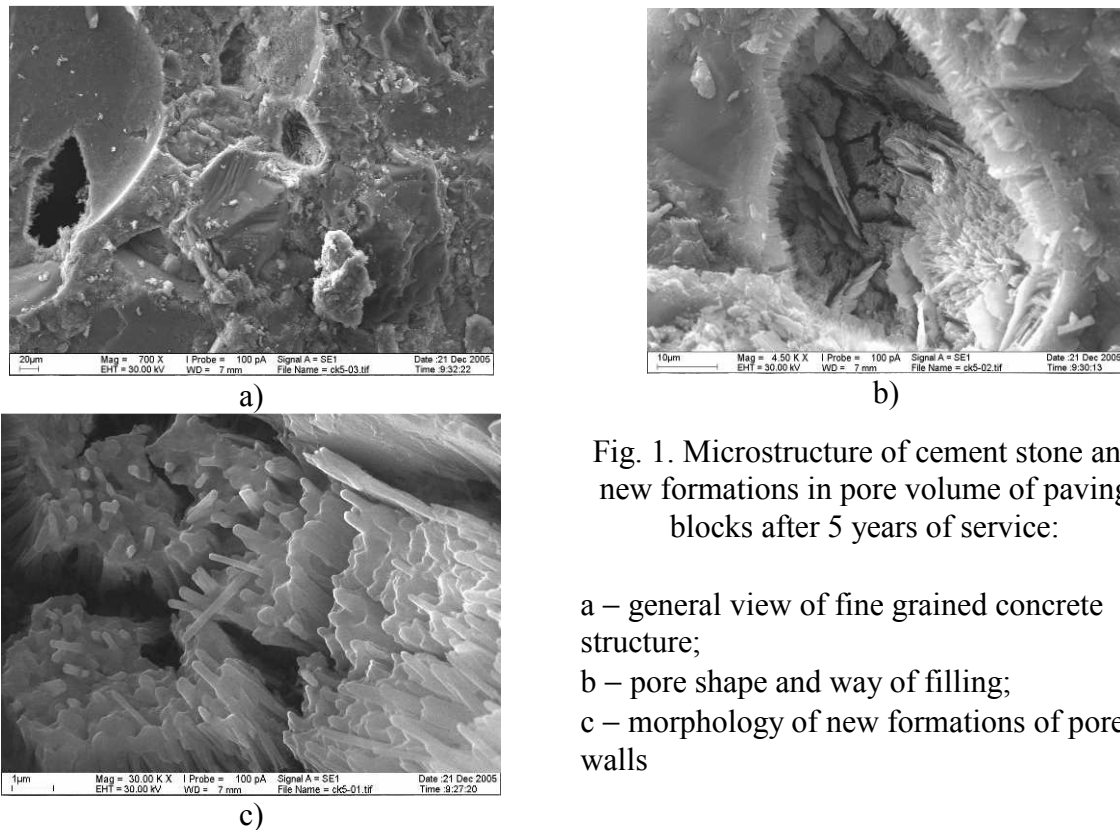 20µm Mag = 700 X I Probe = 100 pA Signal A = SE1 Date :21 Dec 2005
EHT = 30.00 kV WD = 7 mm File Name = ck5-03.tif Time :9:32:22
a)
10µm Mag = 4.50 K X I Probe = 100 pA Signal A = SE1 Date :21 Dec 2005
EHT = 30.00 kV WD = 7 mm File Name = ck5-02.tif Time :9:30:13
b)
1µm Mag = 30.00 K X I Probe = 100 pA Signal A = SE1 Date :21 Dec 2005
EHT = 30.00 kV WD = 7 mm File Name = ck5-01.tif Time :9:27:20
c)
Fig. 1. Microstructure of cement stone an
new formations in pore volume of paving
blocks after 5 years of service:
a – general view of fine grained concrete
structure;
b – pore shape and way of filling;
c – morphology of new formations of pore
walls